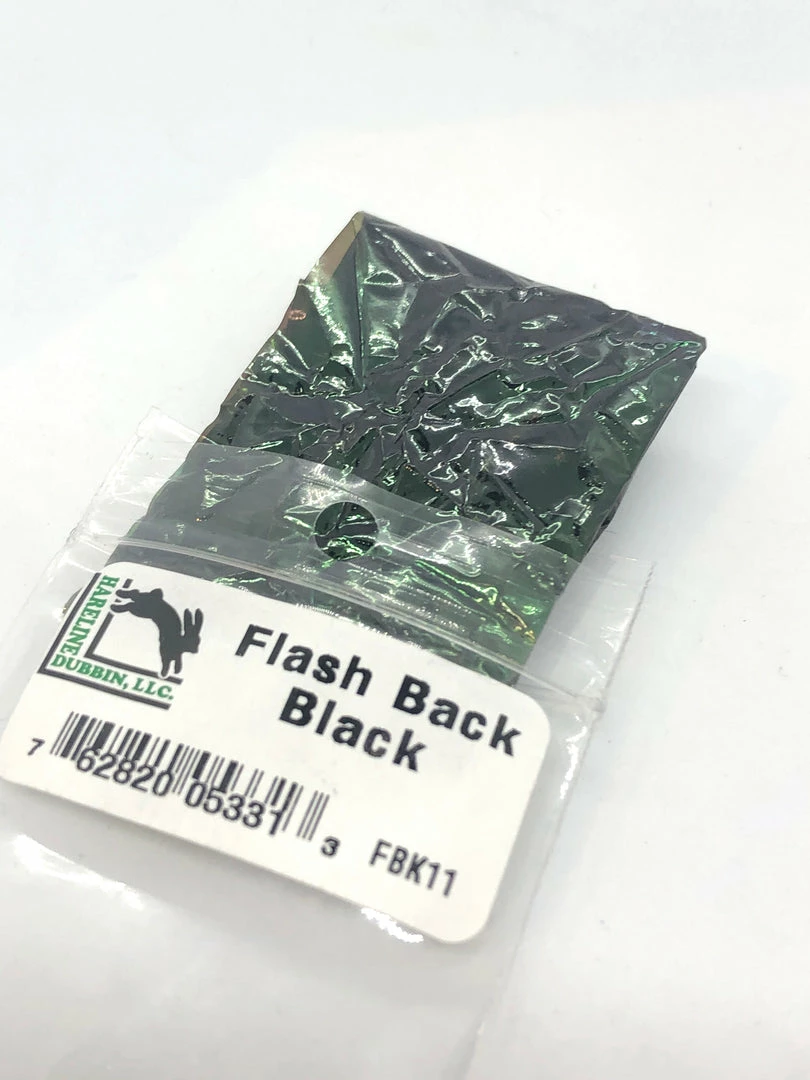 HARELINE
DUBBIN, LLC.
Flash Back
Black
7 62820 05331 3
FBK11